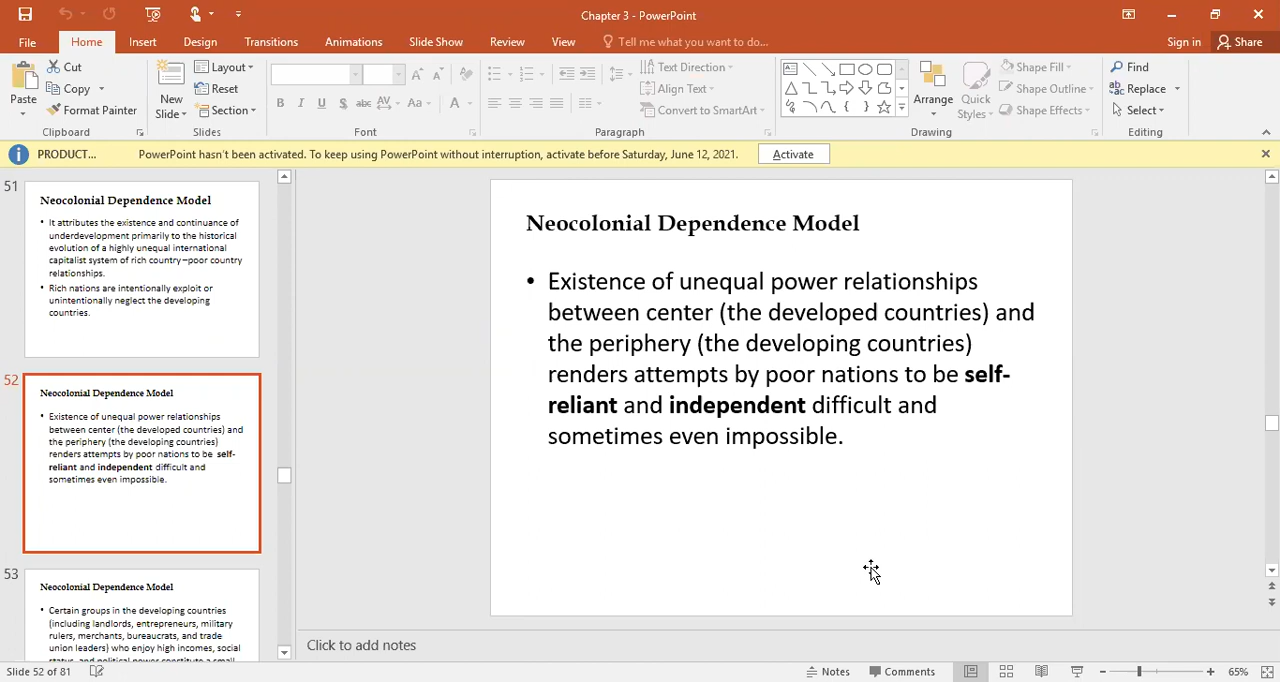 Chapter 3 - PowerPoint
File Home Insert Design Transitions Animations Slide Show Review View Tell me what you want to do... Sign in Share
Paste
Cut
Copy
Format Painter
Clipboard
New
Slide
Layout
Reset
Section
Slides
B I U S abc AV Aa A
Font
Text Direction
Align Text
Convert to SmartArt
Paragraph
Arrange
Quick
Styles
Shape Fill
Shape Outline
Shape Effects
Drawing
Find
Replace
Select
Editing
PRODUCT... PowerPoint hasn't been activated. To keep using PowerPoint without interruption, activate before Saturday, June 12, 2021. Activate
51
Neocolonial Dependence Model
• It attributes the existence and continuance of
underdevelopment primarily to the historical
evolution of a highly unequal international
capitalist system of rich country–poor country
relationships.
• Rich nations are intentionally exploit or
unintentionally neglect the developing
countries.
52
Neocolonial Dependence Model
• Existence of unequal power relationships
between center (the developed countries) and
the periphery (the developing countries)
renders attempts by poor nations to be self-
reliant and independent difficult and
sometimes even impossible.
53
Neocolonial Dependence Model
• Certain groups in the developing countries
(including landlords, entrepreneurs, military
rulers, merchants, bureaucrats, and trade
union leaders) who enjoy high incomes, social
status, and political power constitute a small
Neocolonial Dependence Model
• Existence of unequal power relationships
between center (the developed countries) and
the periphery (the developing countries)
renders attempts by poor nations to be self-
reliant and independent difficult and
sometimes even impossible.
Click to add notes
Slide 52 of 81 Notes Comments 65%